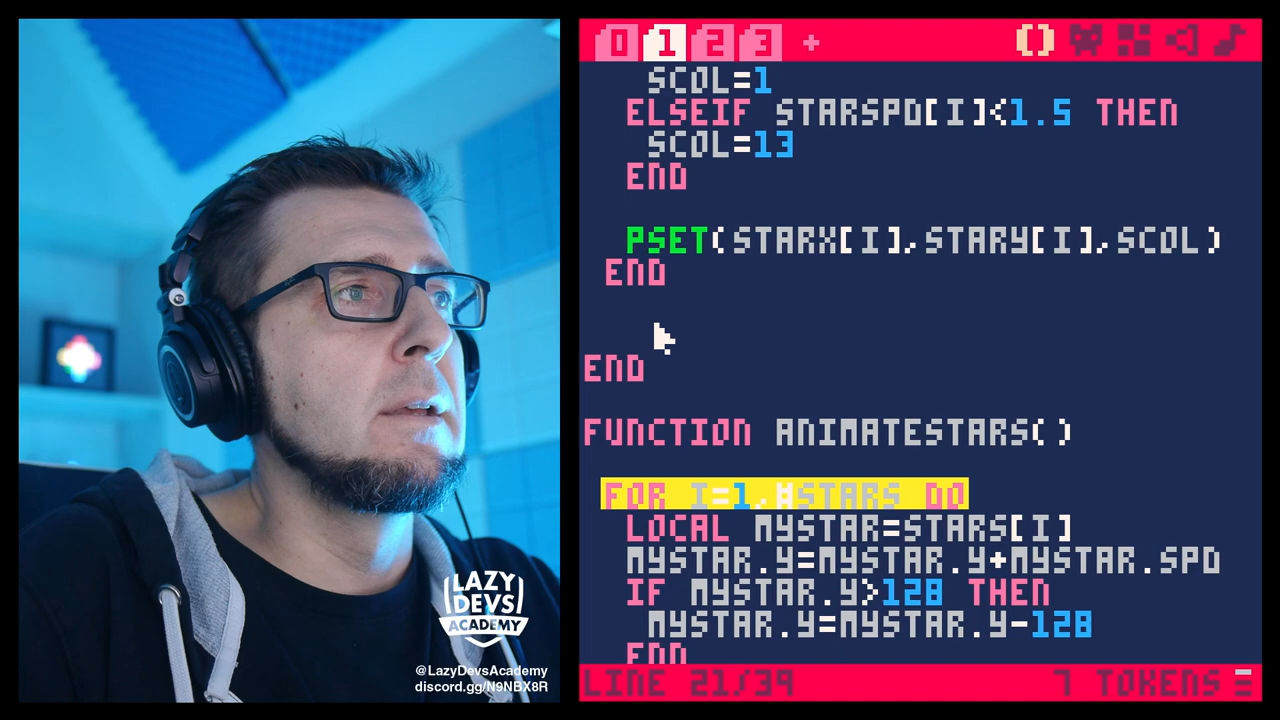 LAZY
DEVS
ACADEMY
@LazyDevsAcademy
discord.gg/N9NBX8R
0 1 2 3 +
SCOL=1
ELSEIF STARSPD[I]<1.5 THEN
SCOL=13
END
PSET(STARX[I],STARY[I],SCOL)
END
END
FUNCTION ANIMATESTARS()
FOR I=1,#STARS DO
LOCAL MYSTAR=STARS[I]
MYSTAR.Y=MYSTAR.Y+MYSTAR.SPD
IF MYSTAR.Y>128 THEN
MYSTAR.Y=MYSTAR.Y-128
END
LINE 21/39
7 TOKENS